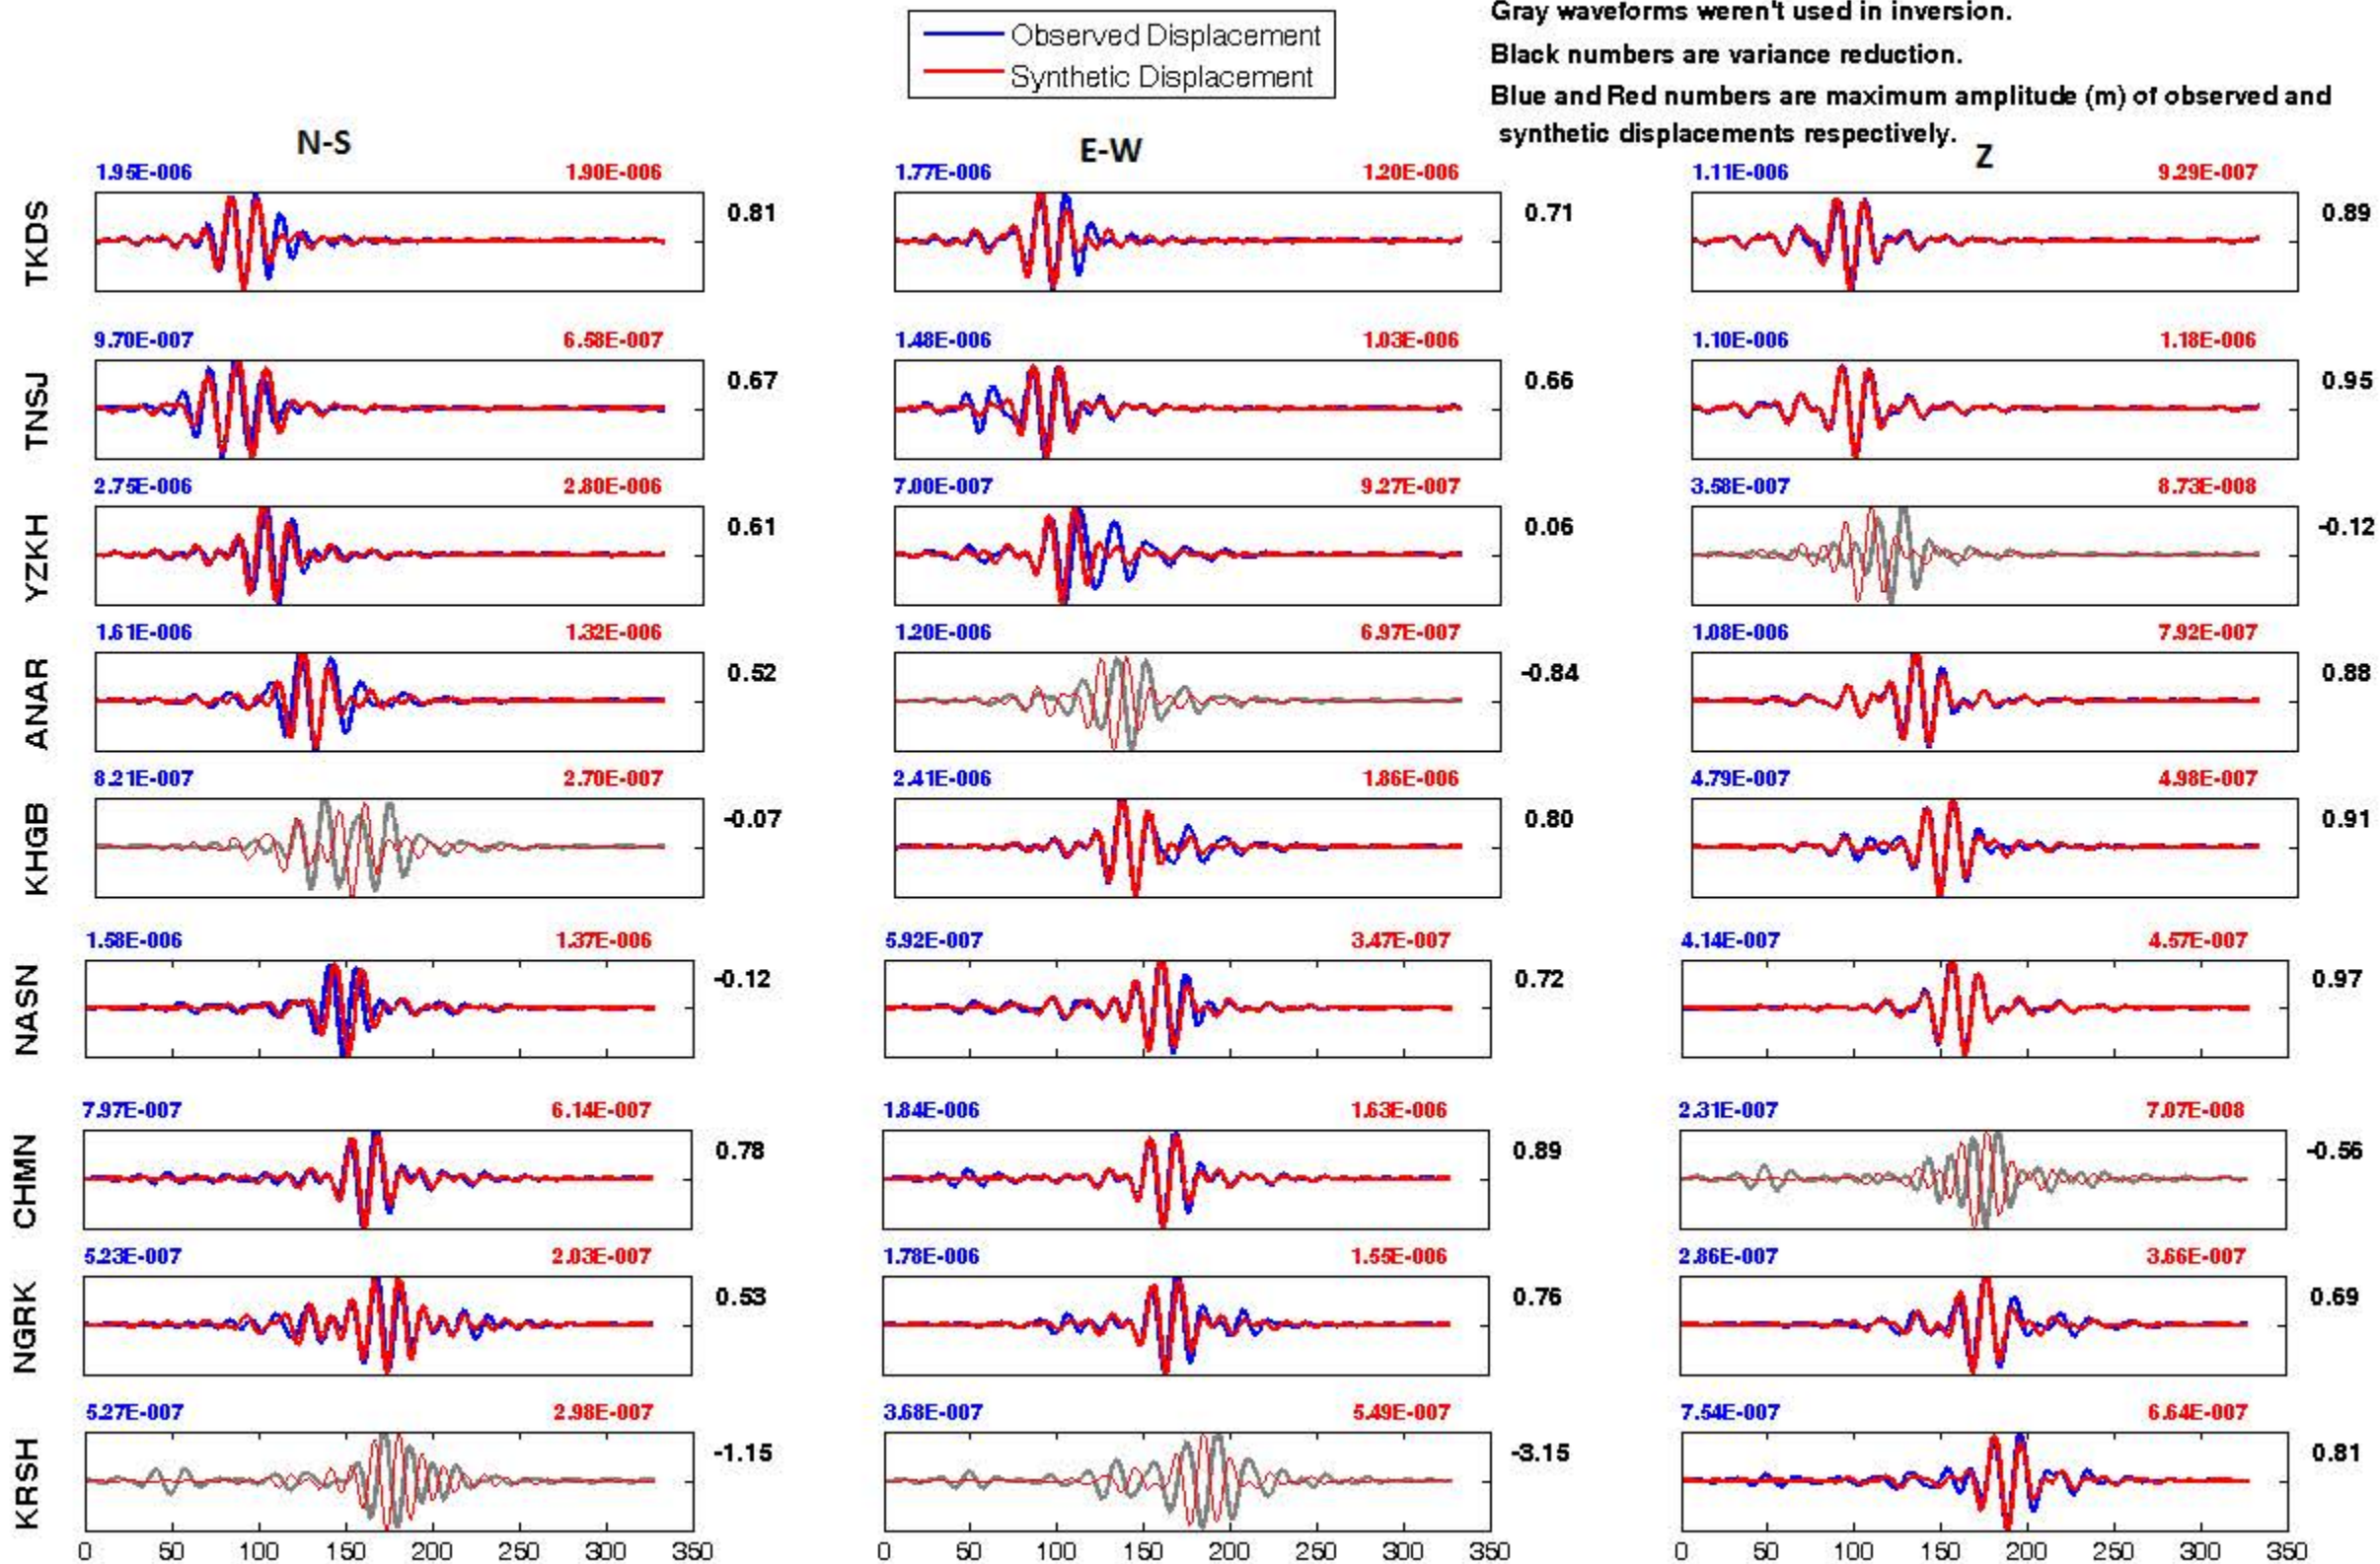 Observed Displacement
Synthetic Displacement
Gray waveforms weren't used in inversion.
Black numbers are variance reduction.
Blue and Red numbers are maximum amplitude (m) of observed and
synthetic displacements respectively.
N-S
E-W
Z
TKDS
1.95E-006 1.90E-006 0.81
1.77E-006 1.20E-006 0.71
1.11E-006 9.29E-007 0.89
TNSJ
9.70E-007 6.58E-007 0.67
1.48E-006 1.03E-006 0.66
1.10E-006 1.18E-006 0.95
YZKH
2.75E-006 2.80E-006 0.61
7.00E-007 9.27E-007 0.06
3.58E-007 8.73E-008 -0.12
ANAR
1.61E-006 1.32E-006 0.52
1.20E-006 6.97E-007 -0.84
1.08E-006 7.92E-007 0.88
KHGB
8.21E-007 2.70E-007 -0.07
2.41E-006 1.86E-006 0.80
4.79E-007 4.98E-007 0.91
NASN
1.58E-006 1.37E-006 -0.12
5.92E-007 3.47E-007 0.72
4.14E-007 4.57E-007 0.97
CHMN
7.97E-007 6.14E-007 0.78
1.84E-006 1.63E-006 0.89
2.31E-007 7.07E-008 -0.56
NGRK
5.23E-007 2.03E-007 0.53
1.78E-006 1.55E-006 0.76
2.86E-007 3.66E-007 0.69
KRSH
5.27E-007 2.98E-007 -1.15
3.68E-007 5.49E-007 -3.15
7.54E-007 6.64E-007 0.81
0 50 100 150 200 250 300 350
0 50 100 150 200 250 300 350
0 50 100 150 200 250 300 350